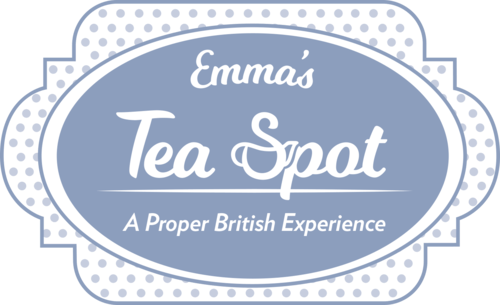 Emma's
Tea Spot
A Proper British Experience